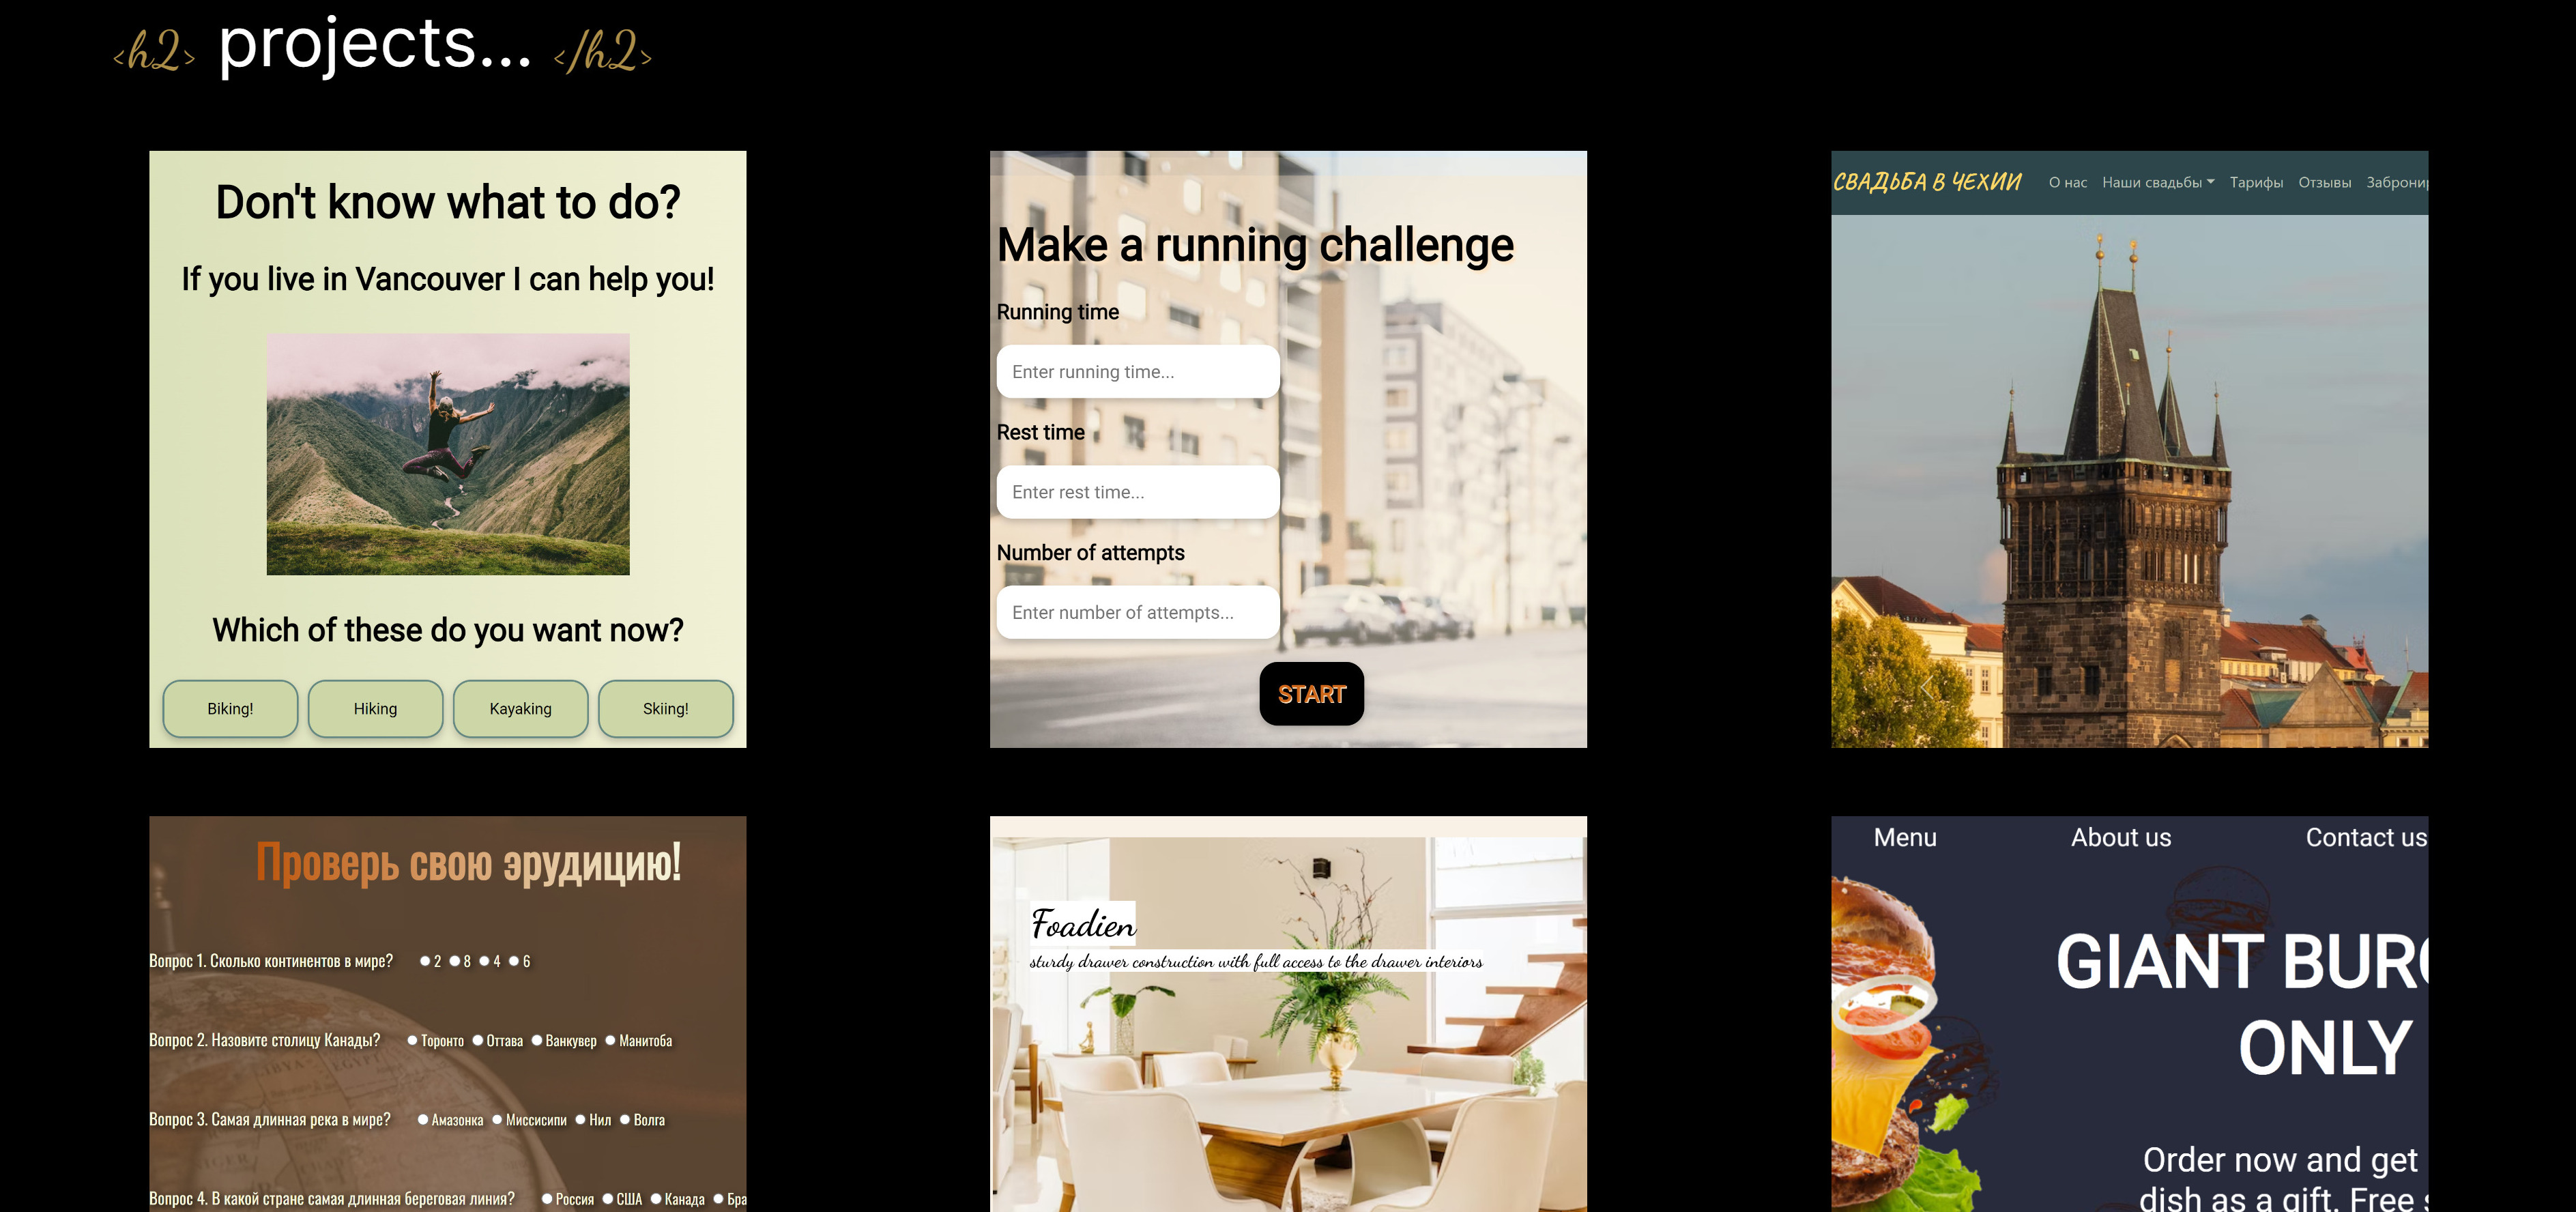 <h2> projects... </h2>
Don't know what to do?
If you live in Vancouver I can help you!
Which of these do you want now?
Biking! Hiking Kayaking Skiing!
Make a running challenge
Running time
Enter running time...
Rest time
Enter rest time...
Number of attempts
Enter number of attempts...
START
СВАДЬБА В ЧЕХИИ О нас Наши свадьбы Тарифы Отзывы
Проверь свою эрудицию!
Вопрос 1. Сколько континентов в мире? 2 8 4 6
Вопрос 2. Назовите столицу Канады? Торонто Оттава Ванкувер Манитоба
Вопрос 3. Самая длинная река в мире? Амазонка Миссисипи Нил Волга
Вопрос 4. В какой стране самая длинная береговая линия? Россия США Канада Бра
Foadien
sturdy drawer construction with full access to the drawer interiors
Menu About us Contact us
GIANT BUR
ONLY
Order now and get
dish as a gift. Free